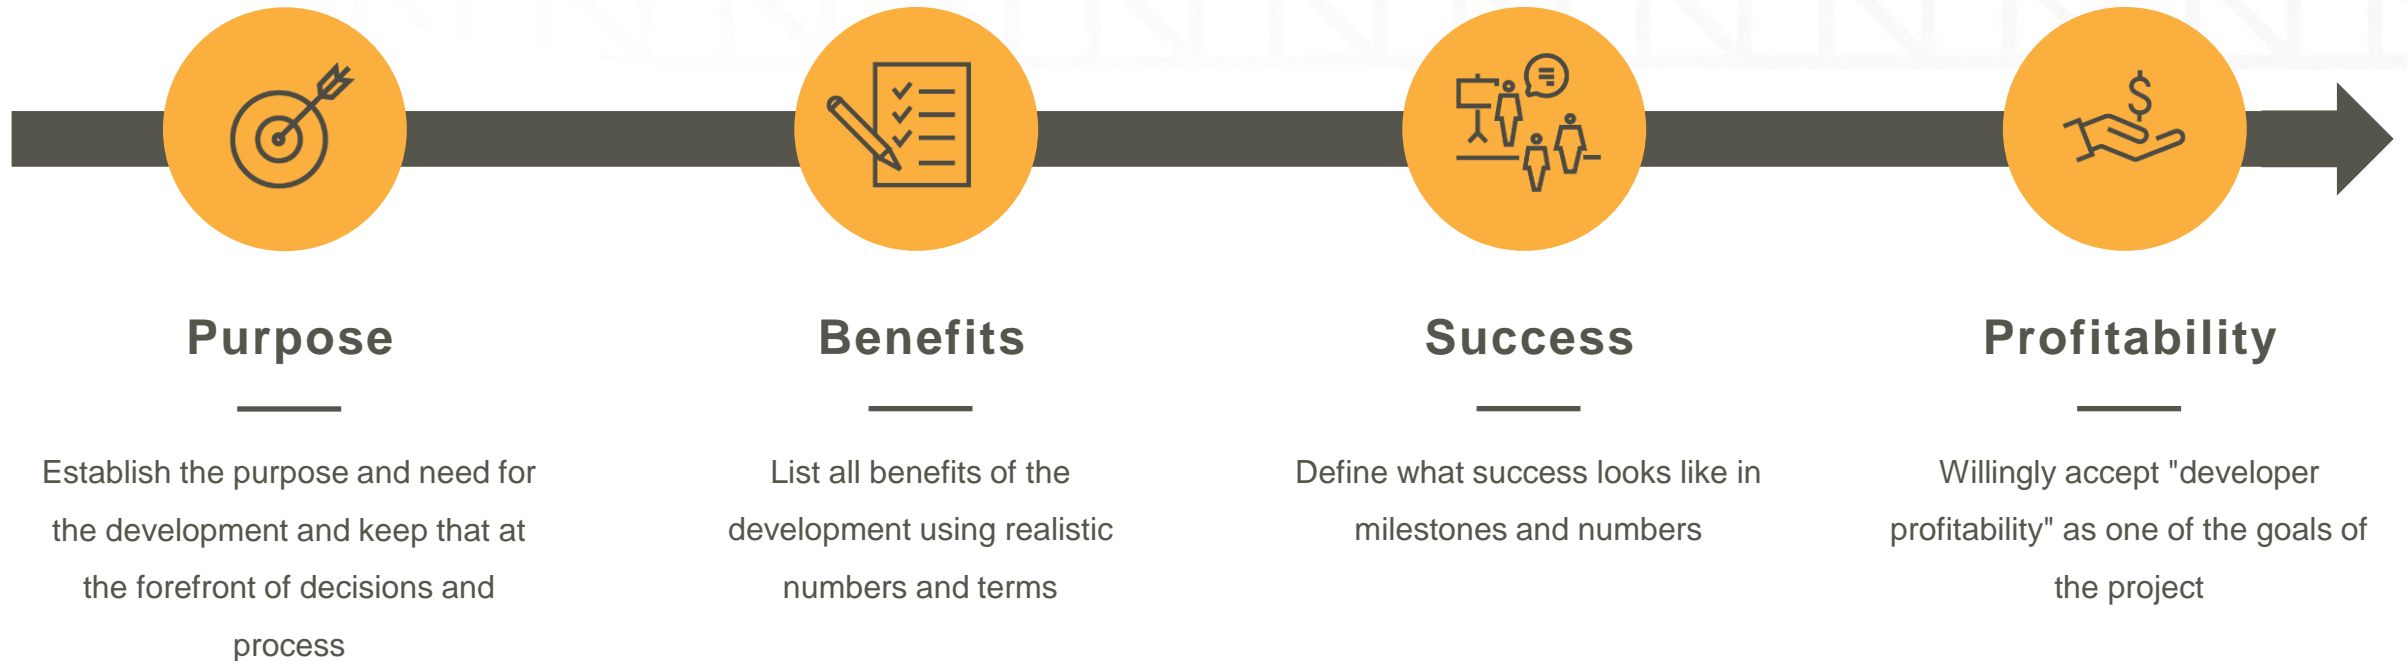 Purpose
Establish the purpose and need for
the development and keep that at
the forefront of decisions and
process
Benefits
List all benefits of the
development using realistic
numbers and terms
Success
Define what success looks like in
milestones and numbers
$
Profitability
Willingly accept "developer
profitability" as one of the goals of
the project